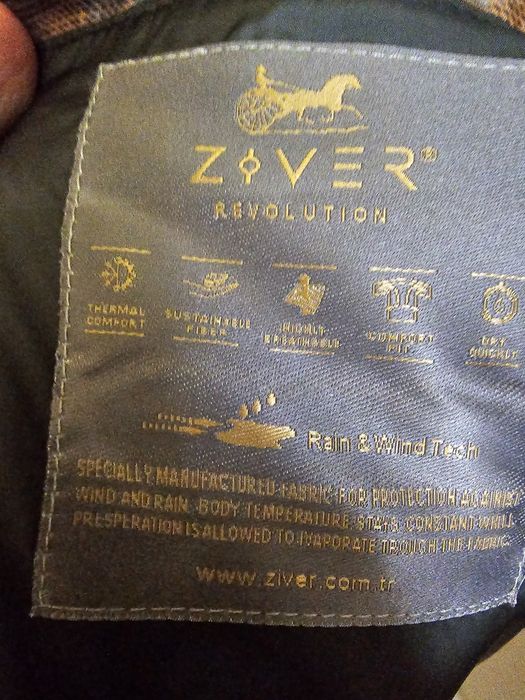 ZIVER®
REVOLUTION
THERMAL COMFORT
SUSTAINABLE FIBER
HIGHLY BREATHABLE
COMFORT FIT
DRY QUICKLY
Rain & Wind Tech
SPECIALLY MANUFACTURED FABRIC FOR PROTECTION AGAINST
WIND AND RAIN. BODY TEMPERATURE STAYS CONSTANT WHILE
PRESPERATION IS ALLOWED TO IVAPORATE TROUCH THE FABRIC.
www.ziver.com.tr